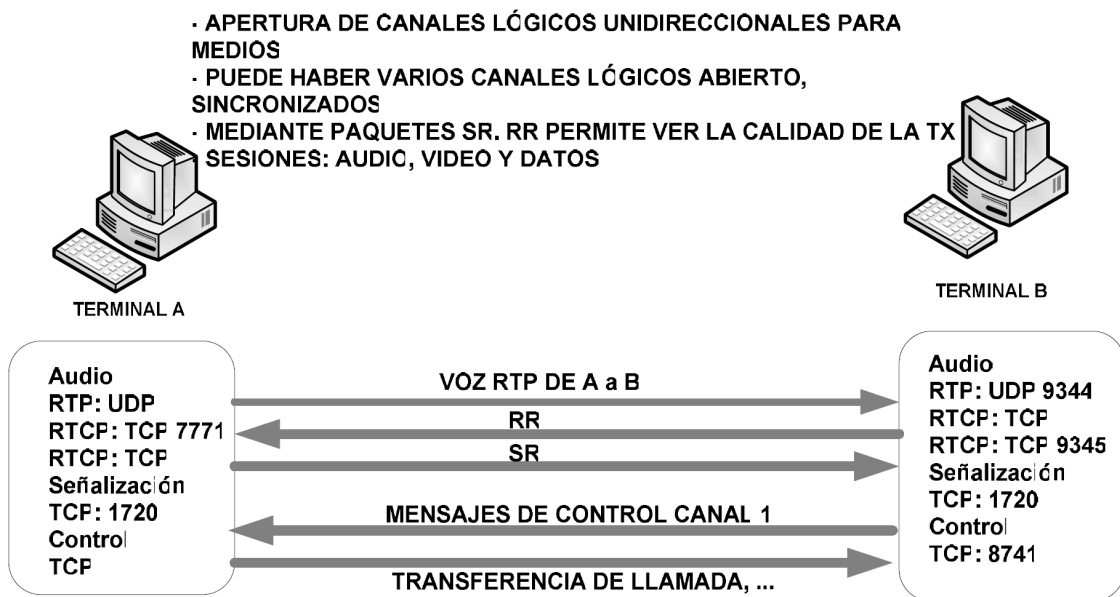 - APERTURA DE CANALES LÓGICOS UNIDIRECCIONALES PARA
MEDIOS
- PUEDE HABER VARIOS CANALES LÓGICOS ABIERTO,
SINCRONIZADOS
- MEDIANTE PAQUETES SR. RR PERMITE VER LA CALIDAD DE LA TX
SESIONES: AUDIO, VIDEO Y DATOS
TERMINAL A
TERMINAL B
Audio
RTP: UDP
RTCP: TCP 7771
RTCP: TCP
Señalización
TCP: 1720
Control
TCP
VOZ RTP DE A a B
RR
SR
MENSAJES DE CONTROL CANAL 1
TRANSFERENCIA DE LLAMADA, ...
Audio
RTP: UDP 9344
RTCP: TCP
RTCP: TCP 9345
Señalización
TCP: 1720
Control
TCP: 8741